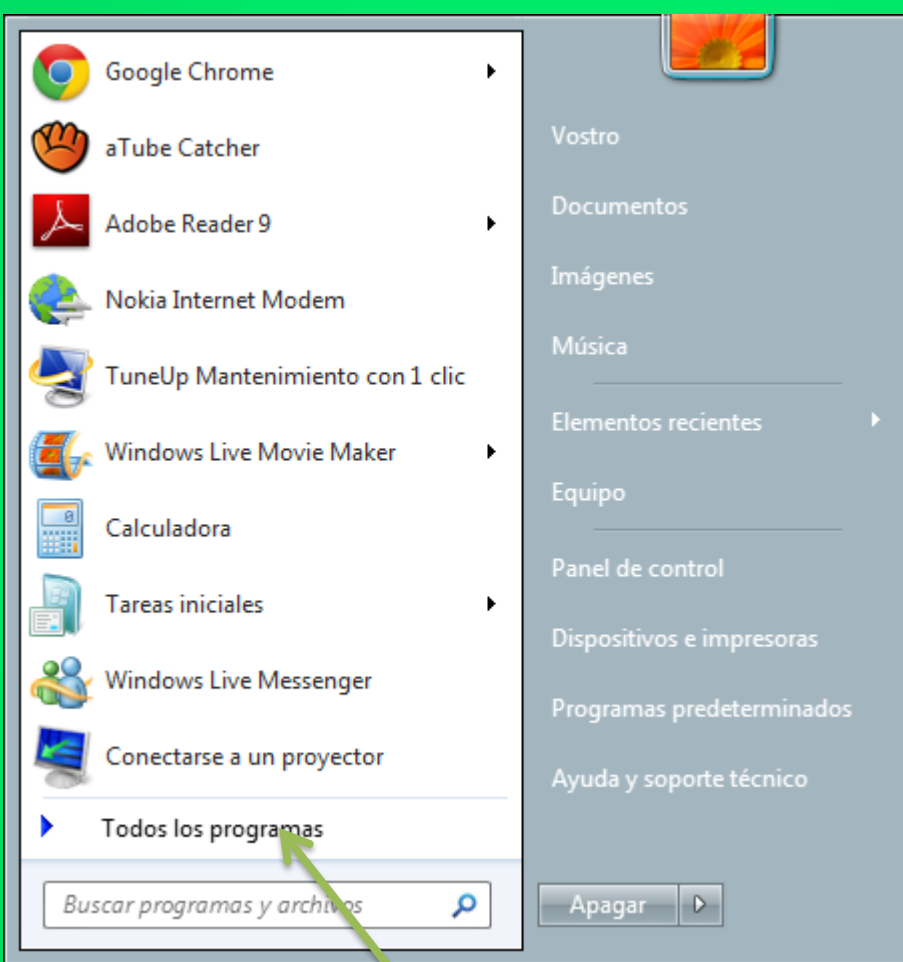 Google Chrome
aTube Catcher
Adobe Reader 9
Nokia Internet Modem
TuneUp Mantenimiento con 1 clic
Windows Live Movie Maker
Calculadora
Tareas iniciales
Windows Live Messenger
Conectarse a un proyector
Todos los programas
Buscar programas y archivos
Vostro
Documentos
Imágenes
Música
Elementos recientes
Equipo
Panel de control
Dispositivos e impresoras
Programas predeterminados
Ayuda y soporte técnico
Apagar